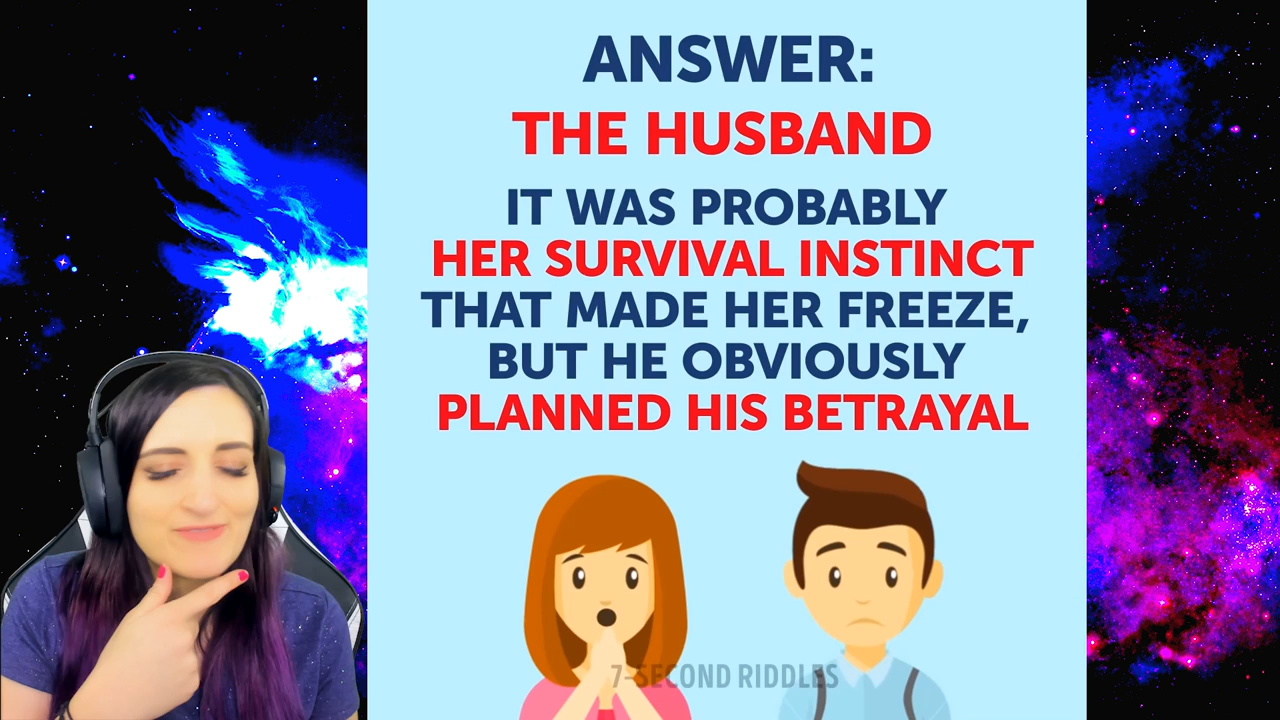 ANSWER:
THE HUSBAND
IT WAS PROBABLY
HER SURVIVAL INSTINCT
THAT MADE HER FREEZE,
BUT HE OBVIOUSLY
PLANNED HIS BETRAYAL
7-SECOND RIDDLES